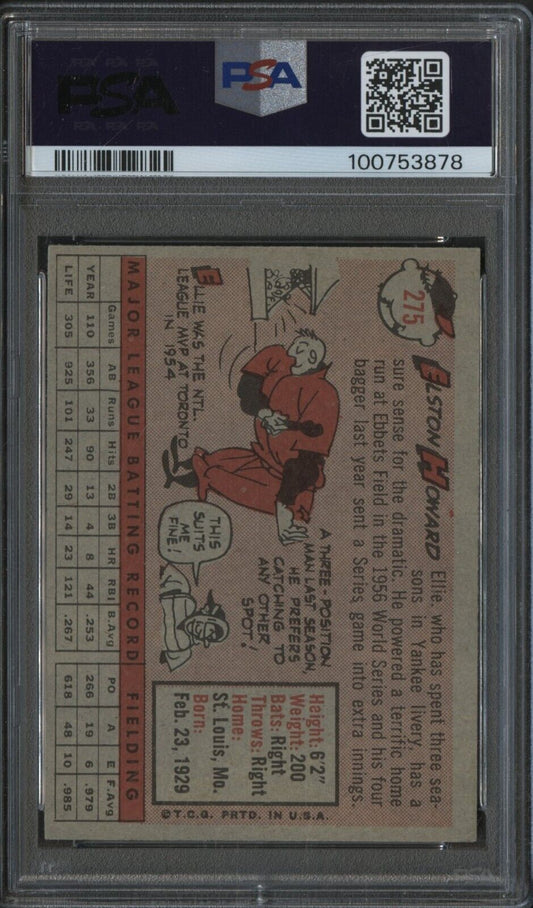 PSA
PSA
100753878
275
ELSTON HOWARD Ellie, who has spent three sea-
sons in Yankee livery, has a
sure sense for the dramatic. He powered a terrific home
run at Ebbets Field in the 1956 World Series and his four
bagger last year sent a Series game into extra innings.
ELLIE WAS THE NTL.
LEAGUE MVP AT TORONTO
IN 1954
A THREE-POSITION
MAN LAST SEASON,
HE PREFERS
CATCHING TO
ANY OTHER
SPOT!
THIS
SUITS
ME
FINE!
Height: 6'2"
Weight: 200
Bats: Right
Throws: Right
Home:
St. Louis, Mo.
Born:
Feb. 23, 1929
©T.C.G. PRTD. IN U.S.A.
MAJOR LEAGUE BATTING RECORD FIELDING
Games AB Runs Hits 2B 3B HR RBI B.Avg PO A E F.Avg
YEAR 110 356 33 90 13 4 8 44 .253 266 19 6 .979
LIFE 305 925 101 247 29 14 23 121 .267 618 48 10 .985